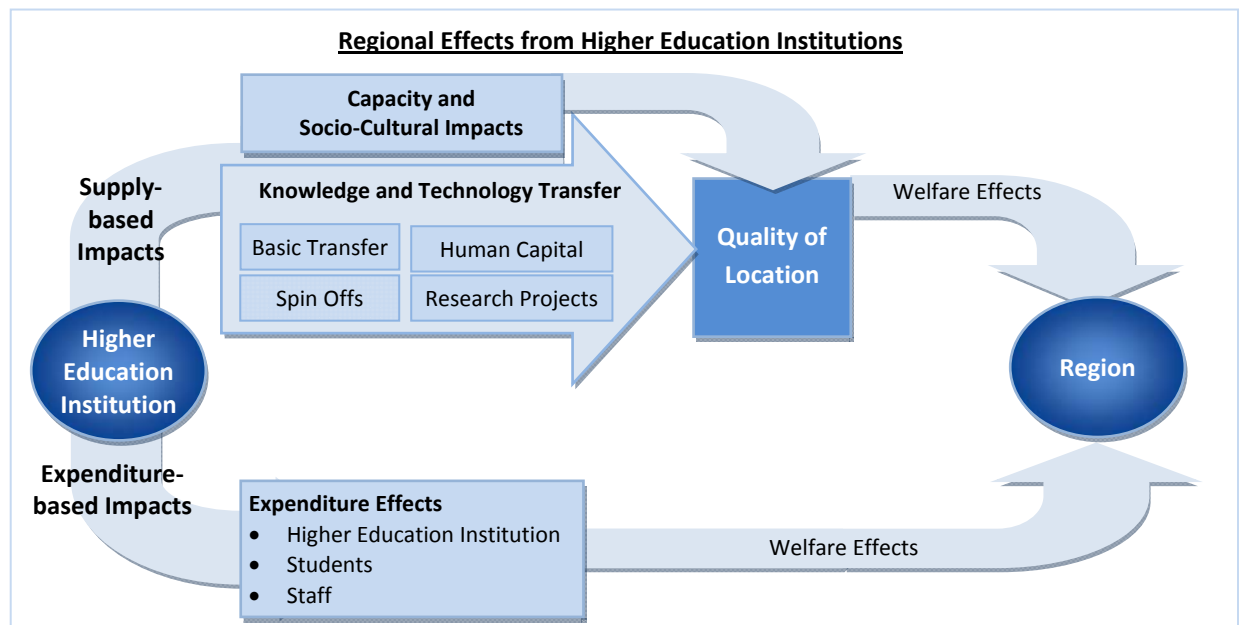 Regional Effects from Higher Education Institutions
Capacity and
Socio-Cultural Impacts
Supply-
based
Impacts
Knowledge and Technology Transfer
Basic Transfer
Human Capital
Spin Offs
Research Projects
Quality of
Location
Welfare Effects
Higher
Education
Institution
Region
Expenditure-
based Impacts
Expenditure Effects
• Higher Education Institution
• Students
• Staff
Welfare Effects